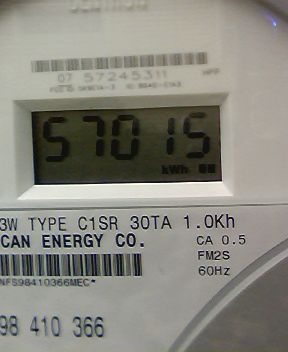 07 57245311
57015
kWh
3W TYPE C1SR 30TA 1.0Kh
CAN ENERGY CO.
CA 0.5
FM2S
60Hz
NFS98410366MEC*
98 410 366